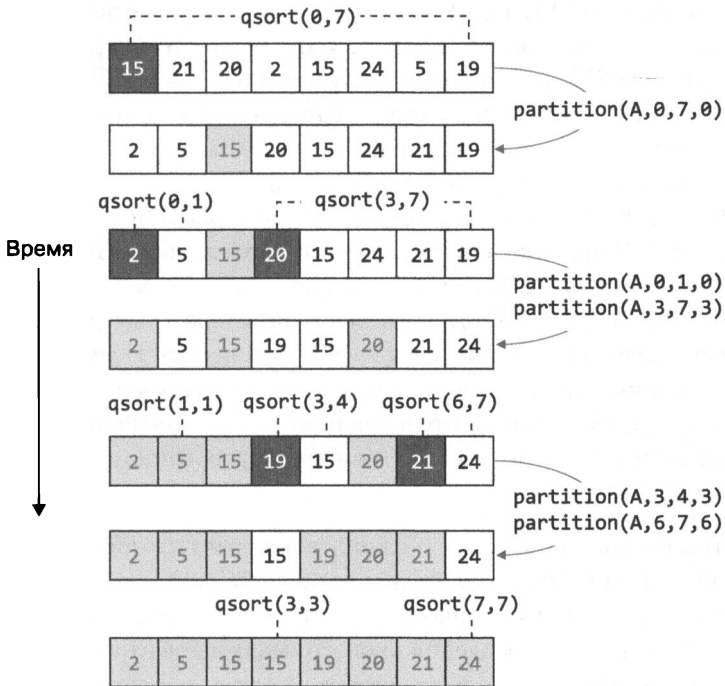 qsort(0,7)
15 21 20 2 15 24 5 19
partition(A,0,7,0)
2 5 15 20 15 24 21 19
qsort(0,1) qsort(3,7)
Время
2 5 15 20 15 24 21 19
partition(A,0,1,0)
partition(A,3,7,3)
2 5 15 19 15 20 21 24
qsort(1,1) qsort(3,4) qsort(6,7)
2 5 15 19 15 20 21 24
partition(A,3,4,3)
partition(A,6,7,6)
2 5 15 15 19 20 21 24
qsort(3,3) qsort(7,7)
2 5 15 15 19 20 21 24